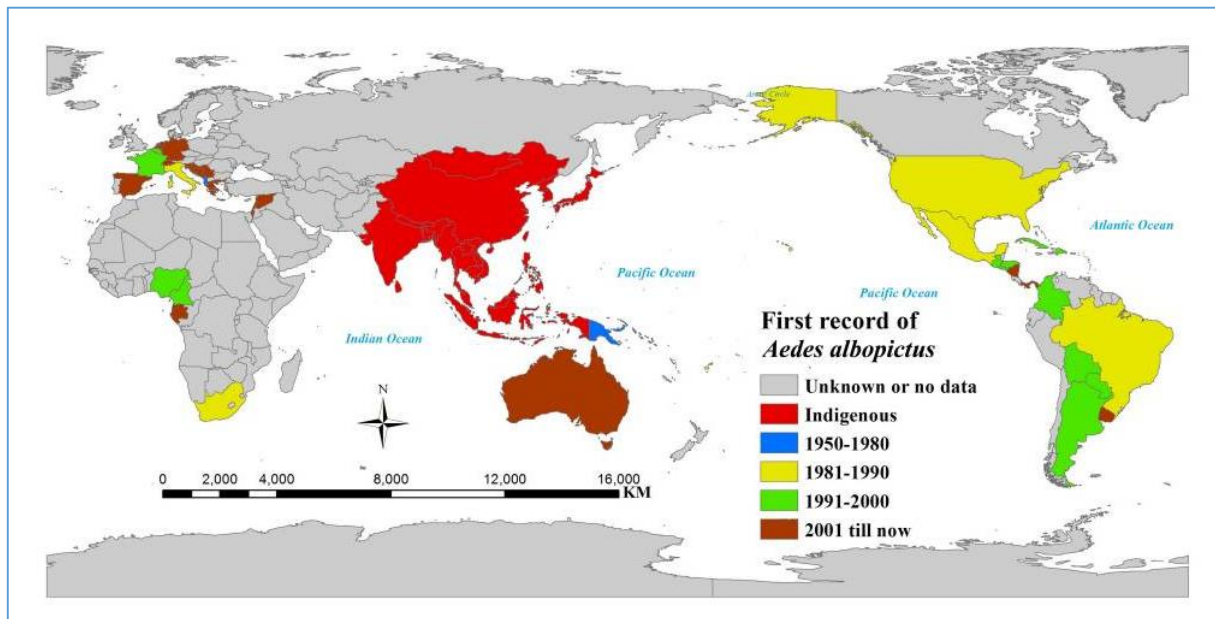 Arctic Circle
Atlantic Ocean
Pacific Ocean
Pacific Ocean
Indian Ocean
N
0 2,000 4,000 8,000 12,000 16,000
KM
First record of
Aedes albopictus
Unknown or no data
Indigenous
1950-1980
1981-1990
1991-2000
2001 till now